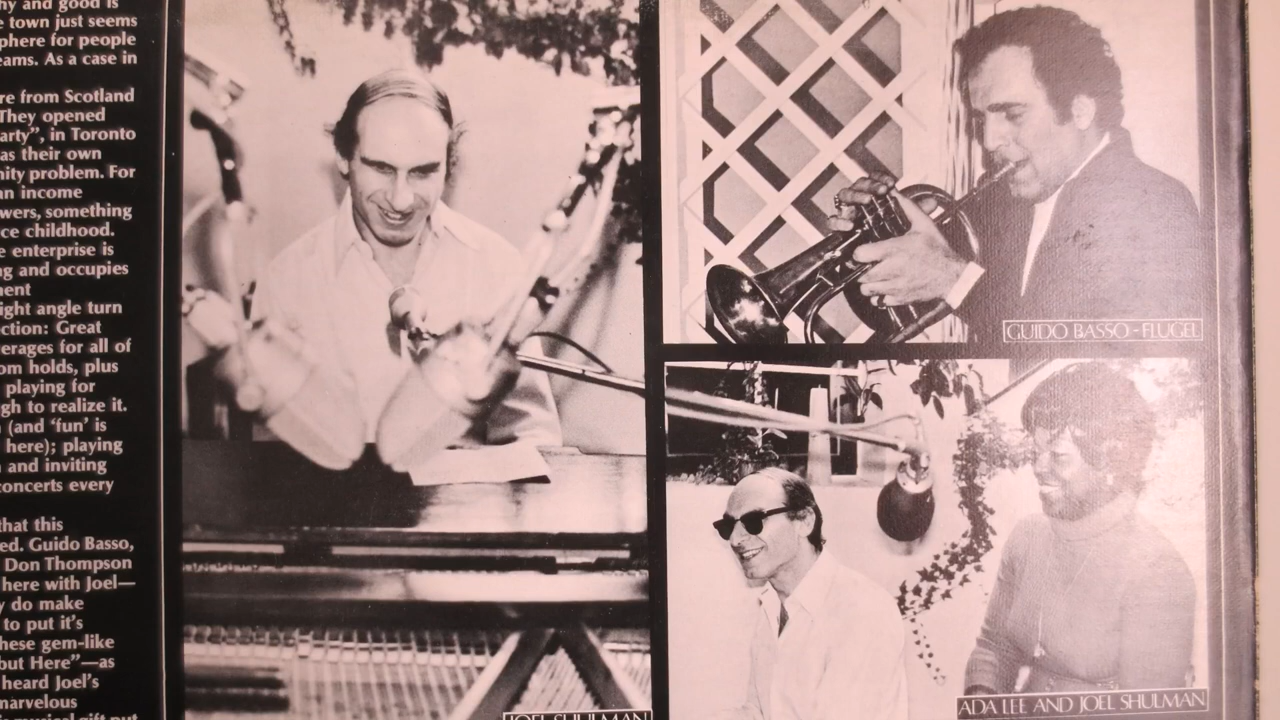 hy and good is
e town just seems
phere for people
eams. As a case in
re from Scotland
They opened
arty”, in Toronto
as their own
nity problem. For
an income
wers, something
ce childhood.
e enterprise is
ng and occupies
ment
ight angle turn
ection: Great
erages for all of
om holds, plus
playing for
gh to realize it.
(and ‘fun’ is
here); playing
and inviting
concerts every
that this
ed. Guido Basso,
Don Thompson
here with Joel—
y do make
to put it’s
hese gem-like
but Here”—as
heard Joel’s
marvelous
s musical gift put
JOEL SHULMAN
GUIDO BASSO-FLUGEL
ADA LEE AND JOEL SHULMAN